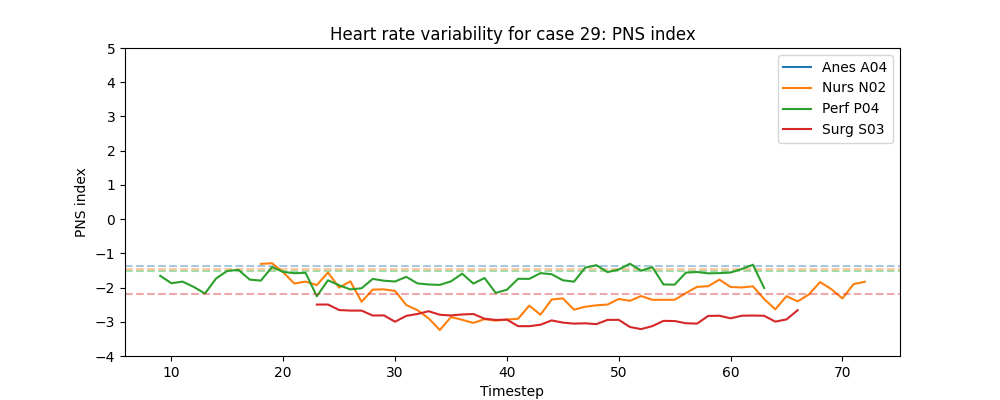 Heart rate variability for case 29: PNS index
5
4
3
2
1
0
−1
−2
−3
−4
PNS index
Anes A04
Nurs N02
Perf P04
Surg S03
10 20 30 40 50 60 70
Timestep